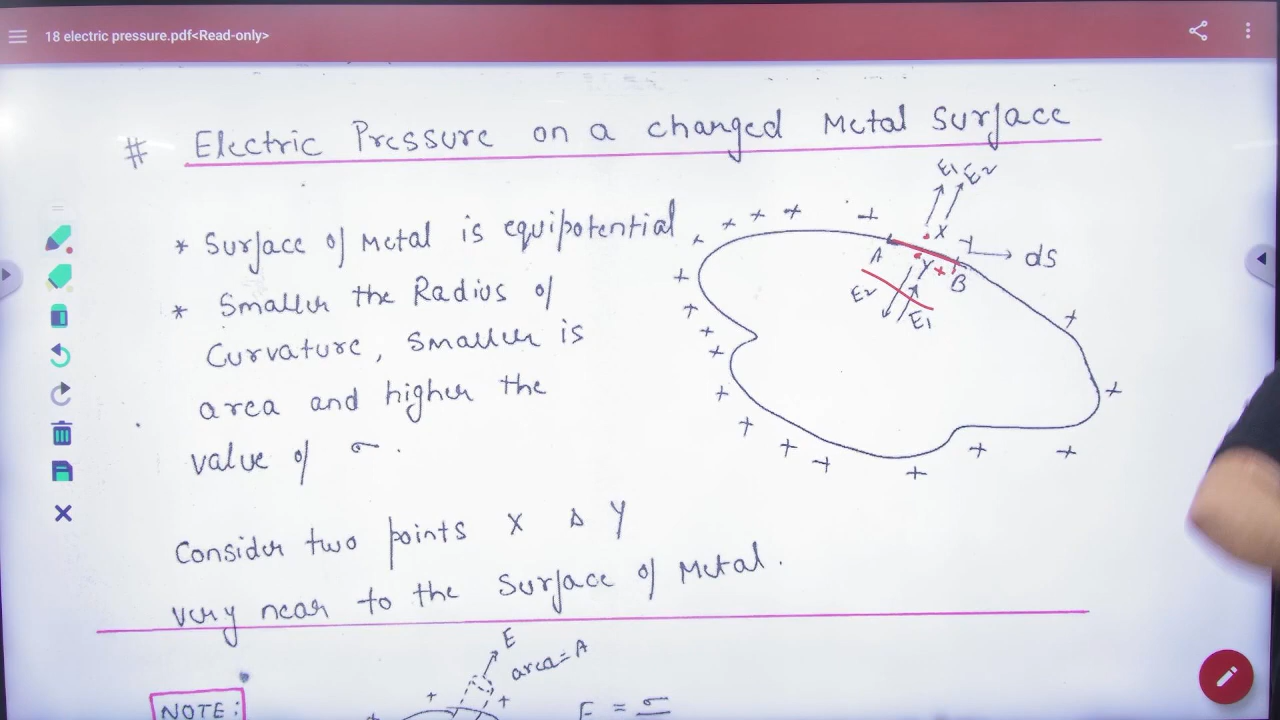 18 electric pressure.pdf<Read-only>
# Electric Pressure on a changed Metal Surface
* Surface of Metal is equipotential
* Smaller the Radius of
Curvature, Smaller is
area and higher the
value of σ.
E1 E2
X
A
Y
B
dS
E2
E1
Consider two points X & Y
very near to the Surface of Metal.
NOTE:
E
area=A
E = σ